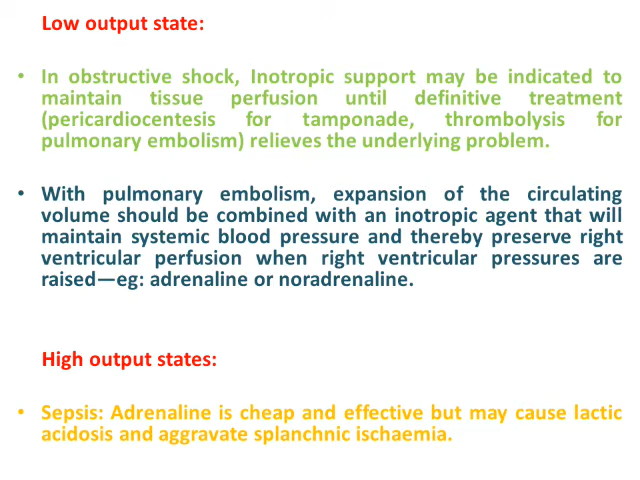 Low output state:
• In obstructive shock, Inotropic support may be indicated to
maintain tissue perfusion until definitive treatment
(pericardiocentesis for tamponade, thrombolysis for
pulmonary embolism) relieves the underlying problem.
• With pulmonary embolism, expansion of the circulating
volume should be combined with an inotropic agent that will
maintain systemic blood pressure and thereby preserve right
ventricular perfusion when right ventricular pressures are
raised—eg: adrenaline or noradrenaline.
High output states:
• Sepsis: Adrenaline is cheap and effective but may cause lactic
acidosis and aggravate splanchnic ischaemia.